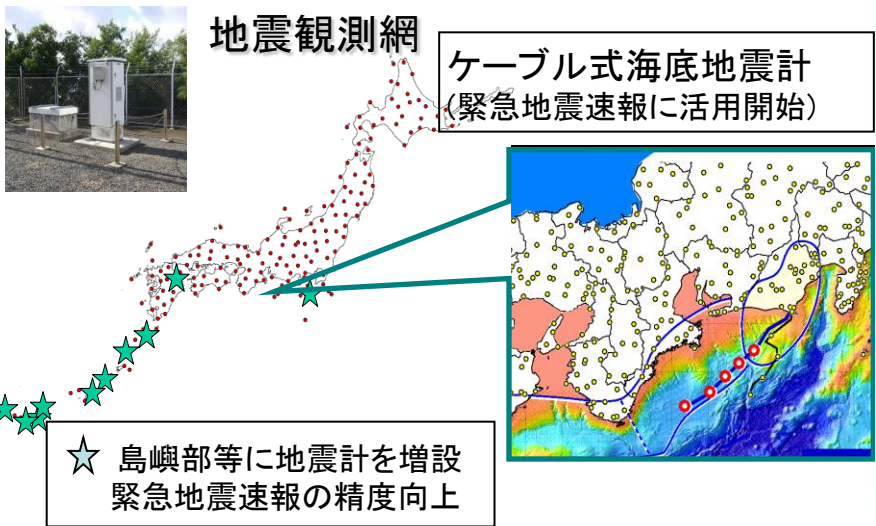 地震観測網
ケーブル式海底地震計
(緊急地震速報に活用開始)
島嶼部等に地震計を増設
緊急地震速報の精度向上